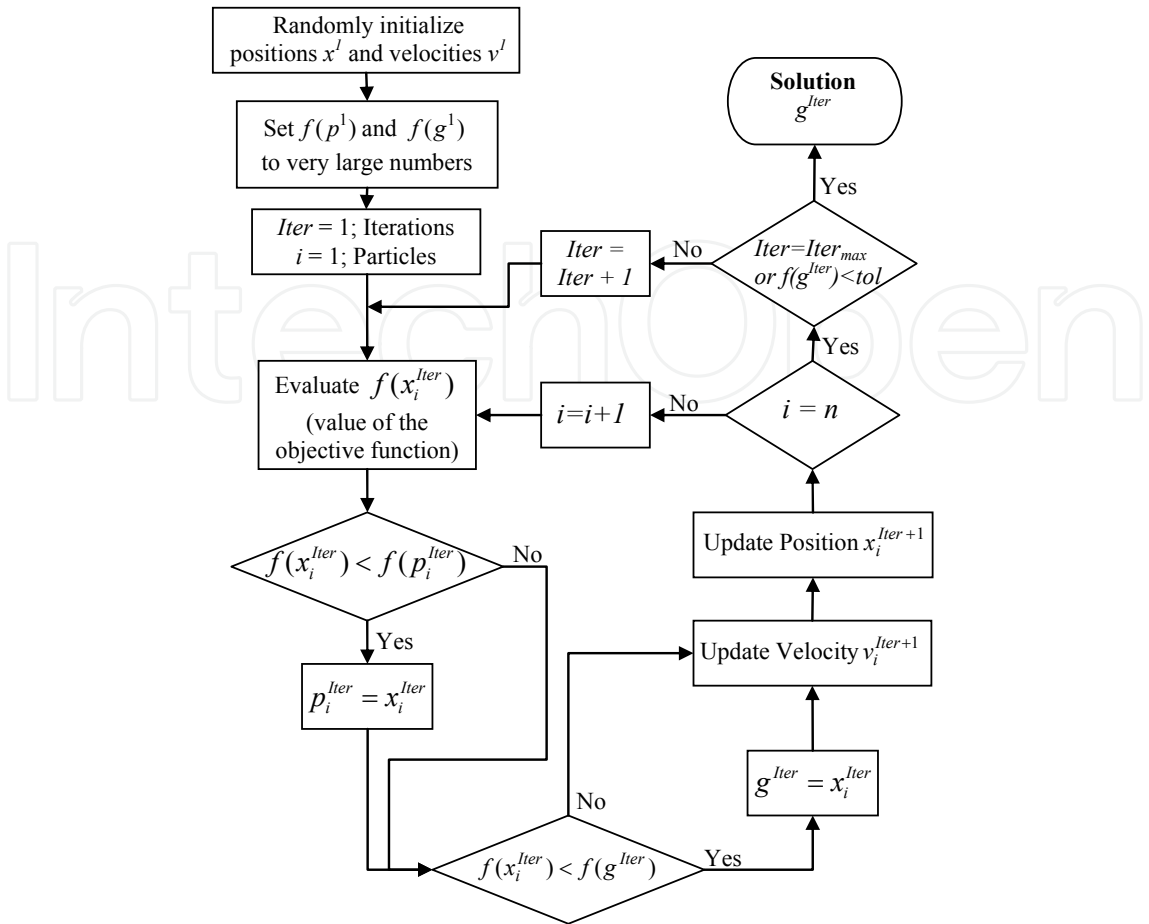 Randomly initialize
positions x^1 and velocities v^1
Set f(p^1) and f(g^1)
to very large numbers
Iter = 1; Iterations
i = 1; Particles
Evaluate f(x_i^Iter)
(value of the
objective function)
f(x_i^Iter) < f(p_i^Iter)
No
Yes
p_i^Iter = x_i^Iter
f(x_i^Iter) < f(g^Iter)
No
Yes
g^Iter = x_i^Iter
Update Velocity v_i^Iter+1
Update Position x_i^Iter+1
i = n
No
i=i+1
Yes
Iter=Iter_max
or f(g^Iter)<tol
No
Iter =
Iter + 1
Yes
Solution
g^Iter
IntechOpen